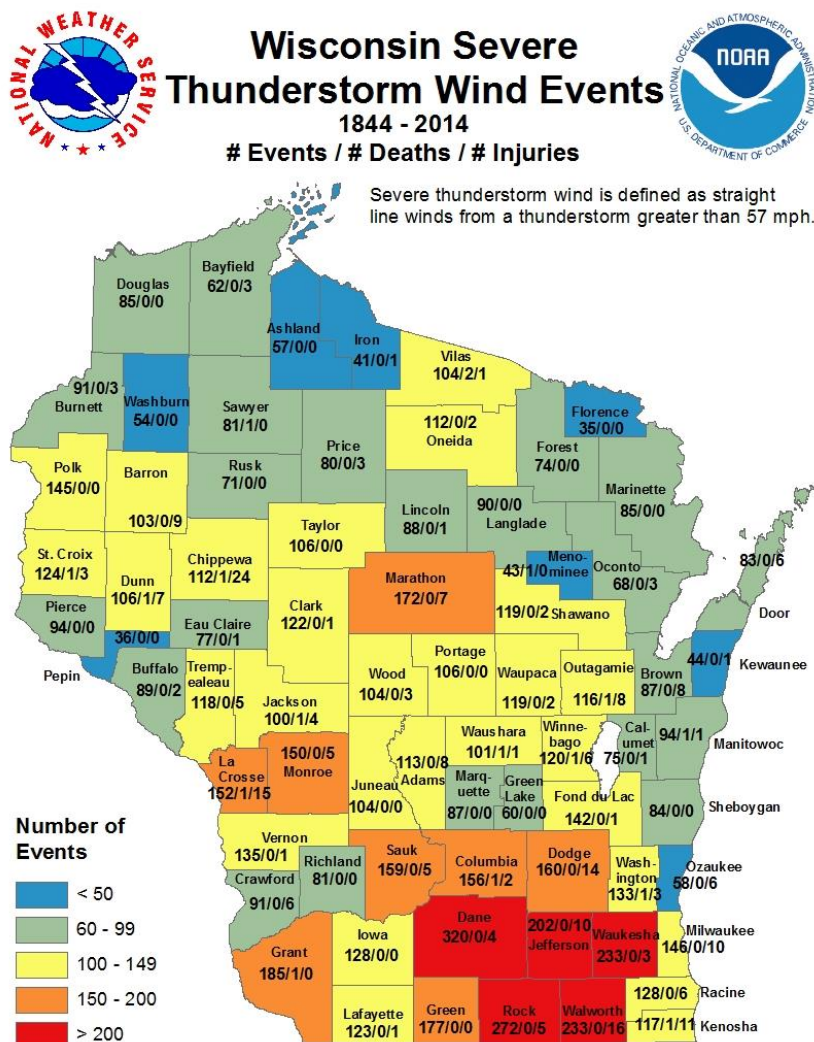 NATIONAL WEATHER SERVICE
NATIONAL OCEANIC AND ATMOSPHERIC ADMINISTRATION
NOAA
U.S. DEPARTMENT OF COMMERCE
Wisconsin Severe
Thunderstorm Wind Events
1844 - 2014
# Events / # Deaths / # Injuries
Severe thunderstorm wind is defined as straight
line winds from a thunderstorm greater than 57 mph.
Douglas
85/0/0
Bayfield
62/0/3
Ashland
57/0/0
Iron
41/0/1
Vilas
104/2/1
91/0/3
Burnett
Washburn
54/0/0
Sawyer
81/1/0
Price
80/0/3
112/0/2
Oneida
Forest
74/0/0
Florence
35/0/0
Marinette
85/0/0
Polk
145/0/0
Barron
103/0/9
Rusk
71/0/0
Lincoln
88/0/1
90/0/0
Langlade
Taylor
106/0/0
St. Croix
124/1/3
Dunn
106/1/7
Chippewa
112/1/24
Marathon
172/0/7
Meno-
minee
43/1/0
Oconto
68/0/3
83/0/6
Door
Pierce
94/0/0
36/0/0
Pepin
Eau Claire
77/0/1
Clark
122/0/1
119/0/2
Shawano
Buffalo
89/0/2
Tremp-
ealeau
118/0/5
Jackson
100/1/4
Wood
104/0/3
Portage
106/0/0
Waupaca
119/0/2
Outagamie
116/1/8
Brown
87/0/8
44/0/1
Kewaunee
La
Crosse
152/1/15
150/0/5
Monroe
Juneau
104/0/0
113/0/8
Adams
Waushara
101/1/1
Marq-
uette
87/0/0
Green
Lake
60/0/0
Winne-
bago
120/1/6
Cal-
umet
75/0/1
94/1/1
Manitowoc
Fond du Lac
142/0/1
84/0/0
Sheboygan
Vernon
135/0/1
Crawford
91/0/6
Richland
81/0/0
Sauk
159/0/5
Columbia
156/1/2
Dodge
160/0/14
Wash-
ington
133/1/3
Ozaukee
58/0/6
Grant
185/1/0
Iowa
128/0/0
Dane
320/0/4
202/0/10
Jefferson
Waukesha
233/0/3
Milwaukee
146/0/10
Lafayette
123/0/1
Green
177/0/0
Rock
272/0/5
Walworth
233/0/16
128/0/6
Racine
117/1/11
Kenosha
Number of
Events
< 50
60 - 99
100 - 149
150 - 200
> 200